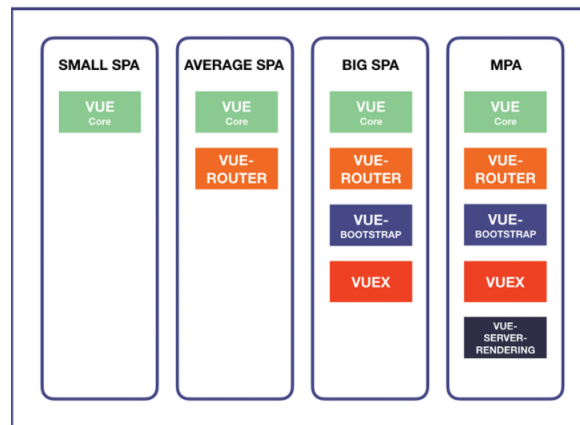 SMALL SPA
VUE
Core
AVERAGE SPA
VUE
Core
VUE-
ROUTER
BIG SPA
VUE
Core
VUE-
ROUTER
VUE-
BOOTSTRAP
VUEX
MPA
VUE
Core
VUE-
ROUTER
VUE-
BOOTSTRAP
VUEX
VUE-
SERVER-
RENDERING